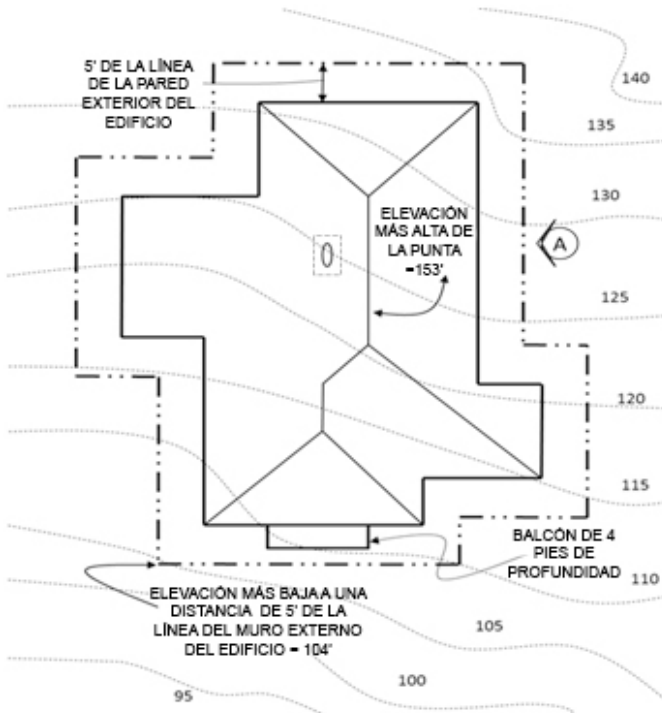 5' DE LA LÍNEA
DE LA PARED
EXTERIOR DEL
EDIFICIO
140
135
130
ELEVACIÓN
MÁS ALTA DE
LA PUNTA
=153'
A
125
120
115
BALCÓN DE 4
PIES DE
PROFUNDIDAD
110
ELEVACIÓN MÁS BAJA A UNA
DISTANCIA DE 5' DE LA
LÍNEA DEL MURO EXTERNO
DEL EDIFICIO = 104'
105
100
95